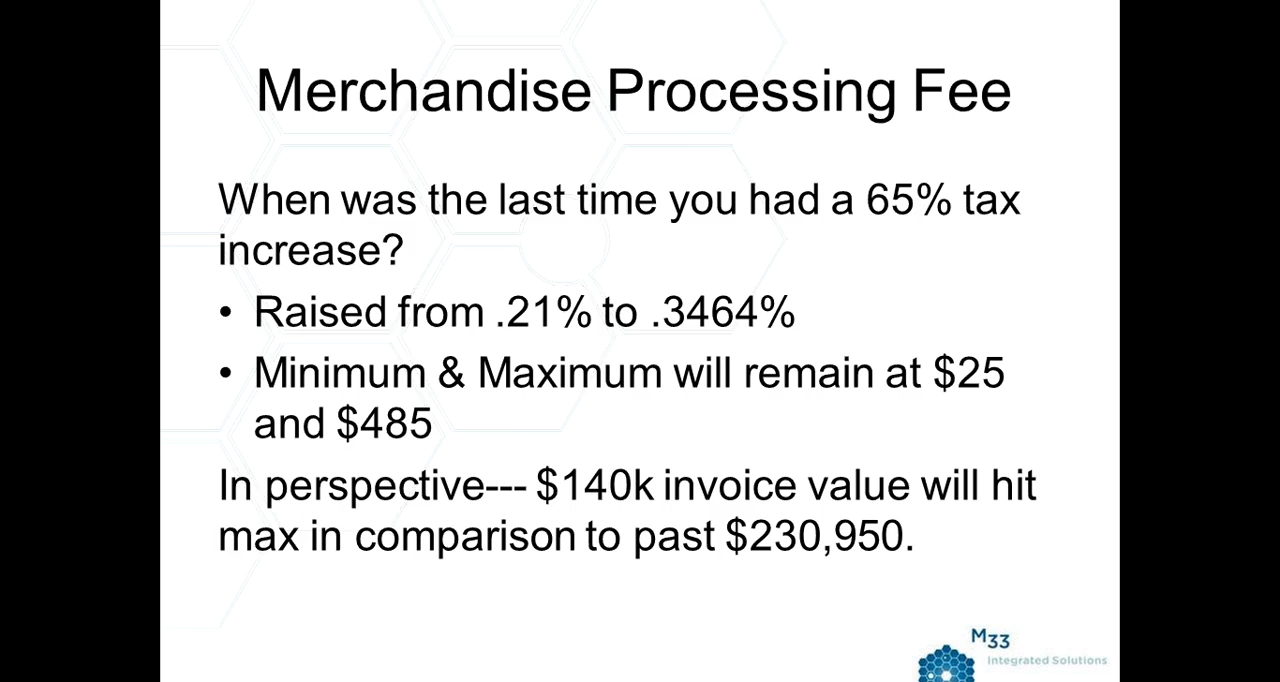 Merchandise Processing Fee
When was the last time you had a 65% tax
increase?
• Raised from .21% to .3464%
• Minimum & Maximum will remain at $25
and $485
In perspective--- $140k invoice value will hit
max in comparison to past $230,950.
M33
Integrated Solutions